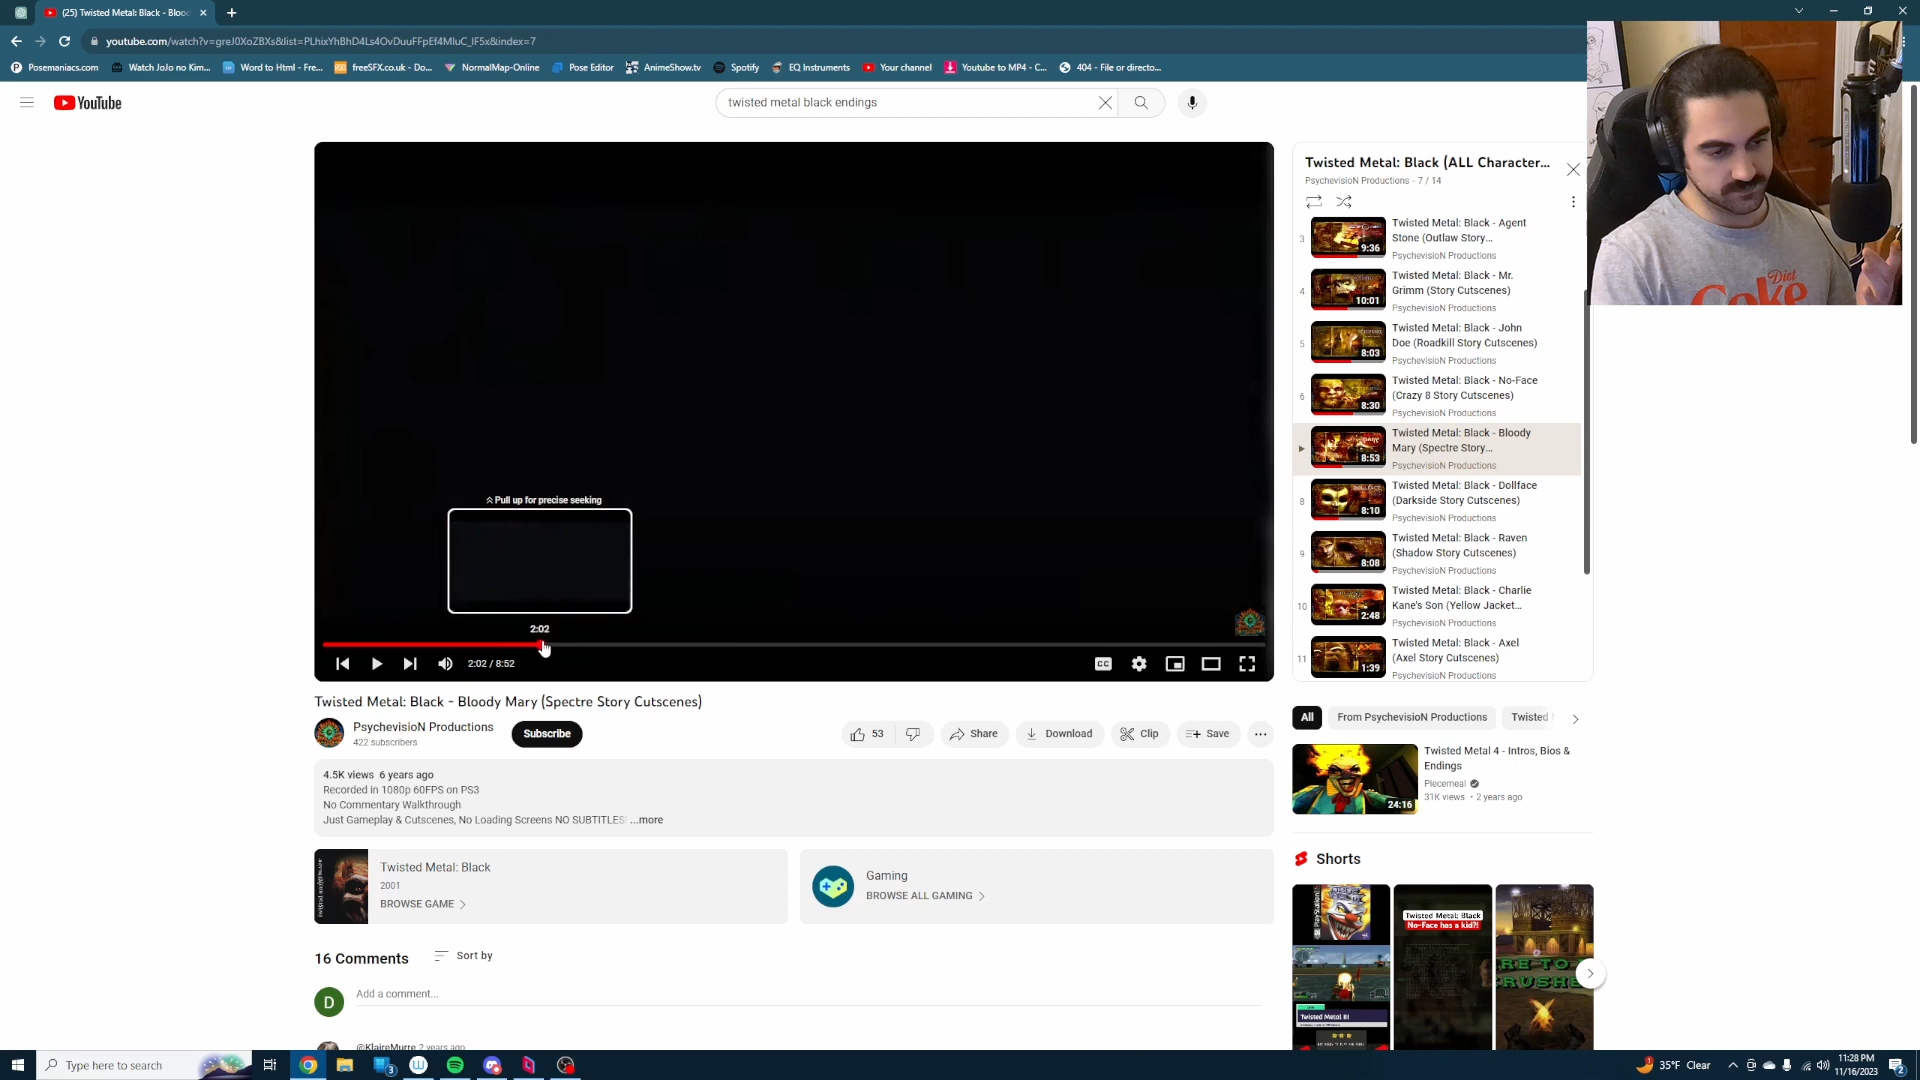 (25) Twisted Metal: Black - Bloo
youtube.com/watch?v=greJ0XoZBXs&list=PLhixYhBhD4Ls4OvDuuFFpEf4MIuC_IF5x&index=7
Posemaniacs.com
Watch JoJo no Kim...
Word to Html - Fre...
freeSFX.co.uk - Do...
NormalMap-Online
Pose Editor
AnimeShow.tv
Spotify
EQ Instruments
Your channel
Youtube to MP4 - C...
404 - File or directo...
YouTube
twisted metal black endings
Pull up for precise seeking
2:02
2:02 / 8:52
CC
Twisted Metal: Black (ALL Character...
PsychevisioN Productions - 7 / 14
3
9:36
Twisted Metal: Black - Agent
Stone (Outlaw Story...
PsychevisioN Productions
4
10:01
Twisted Metal: Black - Mr.
Grimm (Story Cutscenes)
PsychevisioN Productions
5
8:03
Twisted Metal: Black - John
Doe (Roadkill Story Cutscenes)
PsychevisioN Productions
6
8:30
Twisted Metal: Black - No-Face
(Crazy 8 Story Cutscenes)
PsychevisioN Productions
8:53
Twisted Metal: Black - Bloody
Mary (Spectre Story...
PsychevisioN Productions
8
8:10
Twisted Metal: Black - Dollface
(Darkside Story Cutscenes)
PsychevisioN Productions
9
8:08
Twisted Metal: Black - Raven
(Shadow Story Cutscenes)
PsychevisioN Productions
10
2:48
Twisted Metal: Black - Charlie
Kane's Son (Yellow Jacket...
PsychevisioN Productions
11
1:39
Twisted Metal: Black - Axel
(Axel Story Cutscenes)
PsychevisioN Productions
Diet
Coke
Twisted Metal: Black - Bloody Mary (Spectre Story Cutscenes)
PsychevisioN Productions
422 subscribers
Subscribe
53
Share
Download
Clip
Save
4.5K views 6 years ago
Recorded in 1080p 60FPS on PS3
No Commentary Walkthrough
Just Gameplay & Cutscenes, No Loading Screens NO SUBTITLES! ...more
Twisted Metal: Black
2001
BROWSE GAME
Gaming
BROWSE ALL GAMING
16 Comments
Sort by
D
Add a comment...
@KlaireMurre 2 years ago
All
From PsychevisioN Productions
Twisted
24:16
Twisted Metal 4 - Intros, Bios &
Endings
Piecemeal
31K views • 2 years ago
Shorts
Twisted Metal III
Twisted Metal: Black
No-Face has a kid?!
RE TO
RUSHE
Type here to search
3
1
35°F Clear
11:28 PM
11/16/2023
2